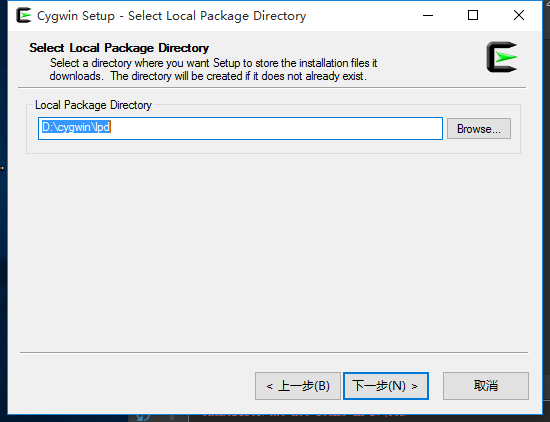 Cygwin Setup - Select Local Package Directory
Select Local Package Directory
Select a directory where you want Setup to store the installation files it
downloads. The directory will be created if it does not already exist.
Local Package Directory
D:\cygwin\lpd
Browse...
< 上一步(B)
下一步(N) >
取消